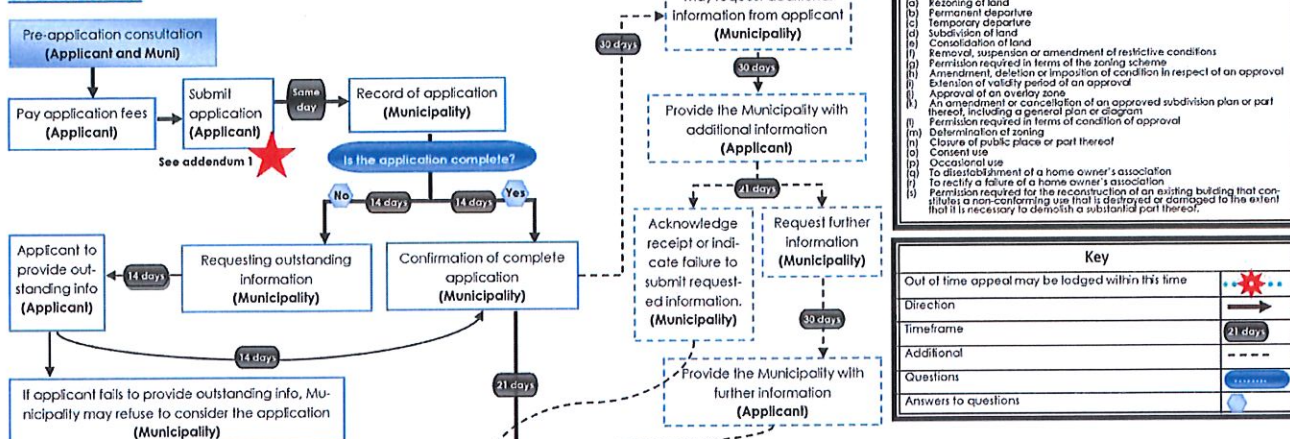 Pre-application consultation
(Applicant and Muni)
Pay application fees
(Applicant)
Submit
application
(Applicant)
See addendum 1
Same
day
Record of application
(Municipality)
Is the application complete?
No
14 days
14 days
Yes
Applicant to
provide out-
standing info
(Applicant)
14 days
Requesting outstanding
information
(Municipality)
Confirmation of complete
application
(Municipality)
14 days
21 days
If applicant fails to provide outstanding info, Mu-
nicipality may refuse to consider the application
(Municipality)
30 days
information from applicant
(Municipality)
30 days
Provide the Municipality with
additional information
(Applicant)
21 days
Acknowledge
receipt or indi-
cate failure to
submit request-
ed information.
(Municipality)
Request further
information
(Municipality)
30 days
Provide the Municipality with
further information
(Applicant)
(a) Rezoning of land
(b) Permanent departure
(c) Temporary departure
(d) Subdivision of land
(e) Consolidation of land
(f) Removal, suspension or amendment of restrictive conditions
(g) Permission required in terms of the zoning scheme
(h) Amendment, deletion or imposition of condition in respect of an approval
(i) Extension of validity period of an approval
(j) Approval of an overlay zone
(k) An amendment or cancellation of an approved subdivision plan or part
thereof, including a general plan or diagram
(l) Permission required in terms of condition of approval
(m) Determination of zoning
(n) Closure of public place or part thereof
(o) Consent use
(p) Occasional use
(q) To disestablishment of a home owner's association
(r) To rectify a failure of a home owner's association
(s) Permission required for the reconstruction of an existing building that con-
stitutes a non-conforming use that is destroyed or damaged to the extent
that it is necessary to demolish a substantial part thereof.
Key
Out of time appeal may be lodged within this time
Direction
Timeframe
21 days
Additional
Questions
Answers to questions